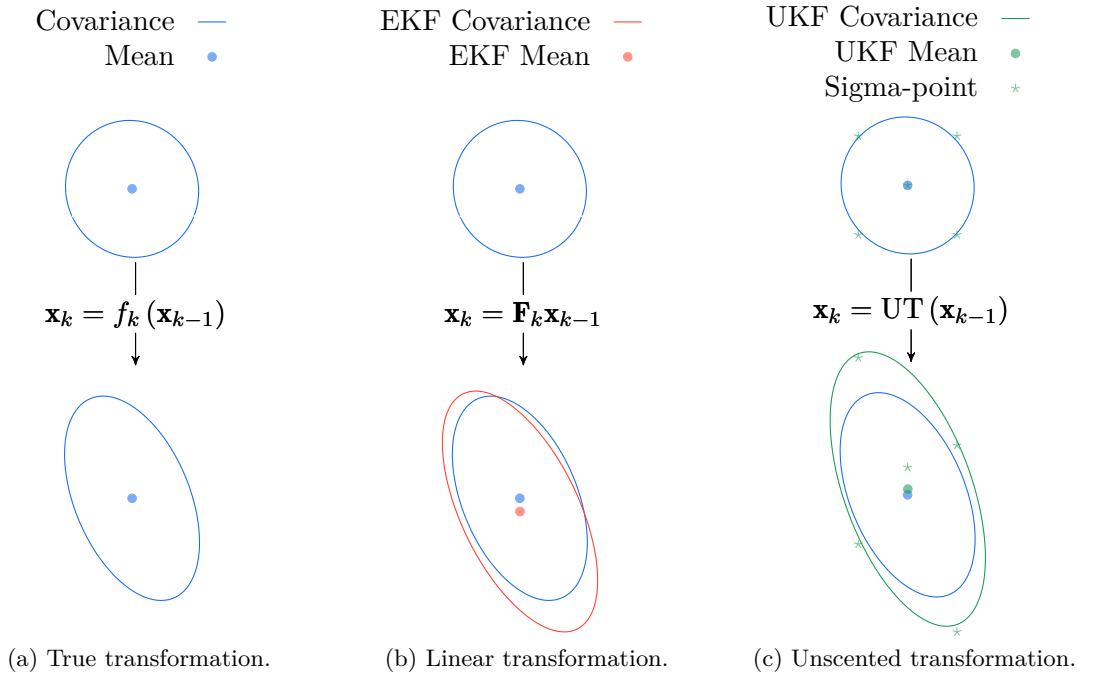 Covariance
Mean
EKF Covariance
EKF Mean
UKF Covariance
UKF Mean
Sigma-point
xₖ = fₖ (xₖ₋₁)
xₖ = Fₖxₖ₋₁
xₖ = UT (xₖ₋₁)
(a) True transformation.
(b) Linear transformation.
(c) Unscented transformation.